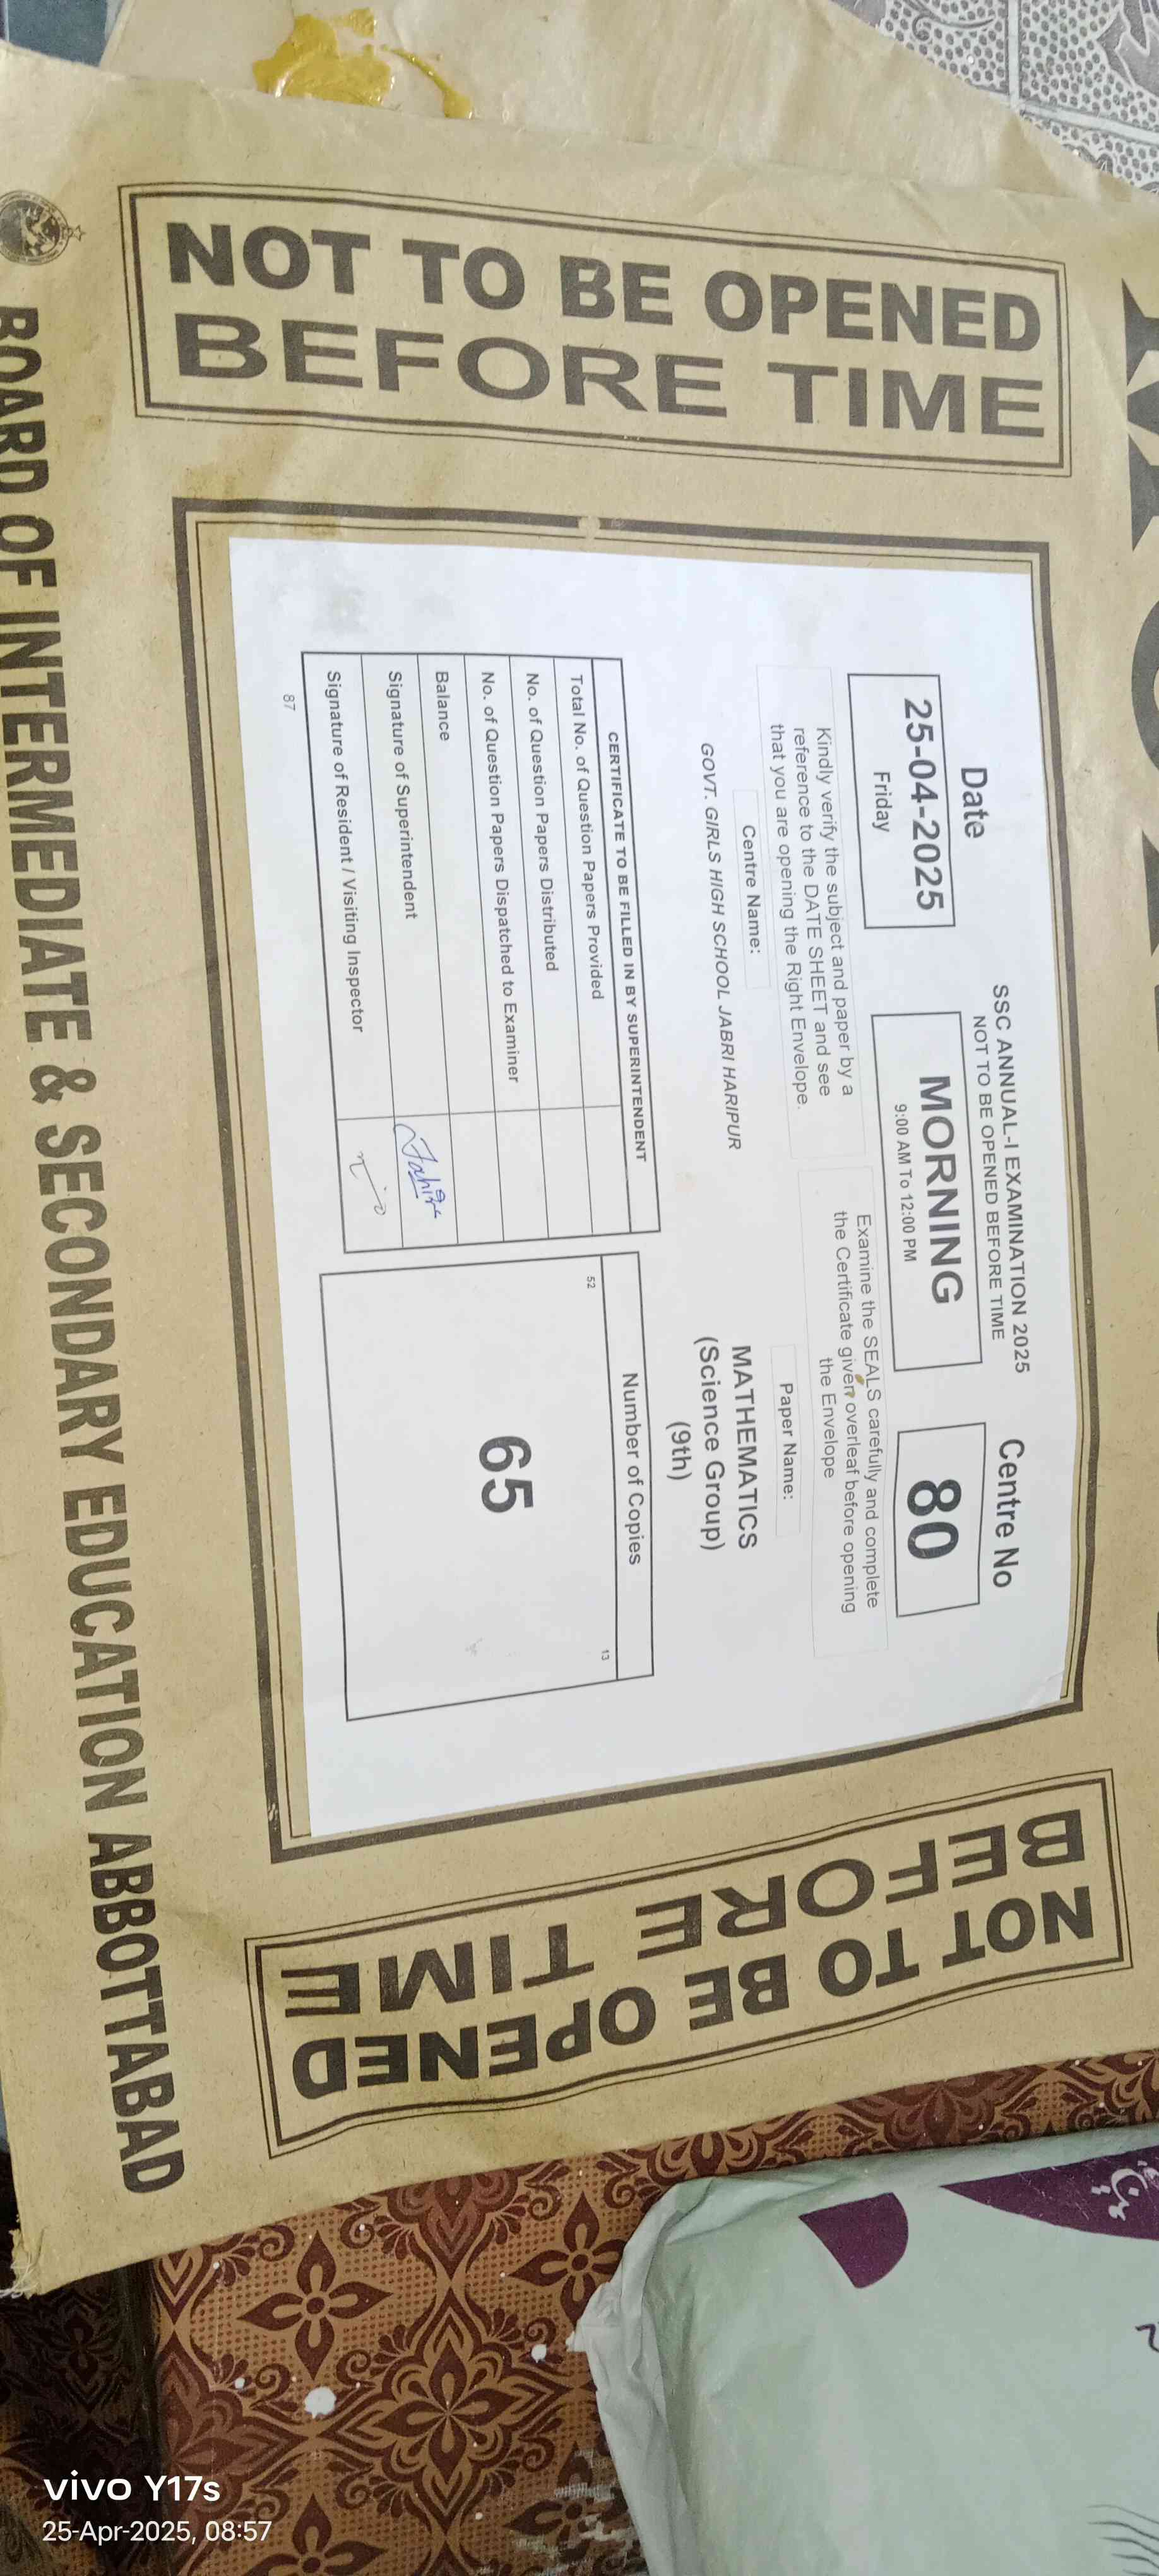 NOT TO BE OPENED
BEFORE TIME
SSC ANNUAL-I EXAMINATION 2025
NOT TO BE OPENED BEFORE TIME
Date
25-04-2025
Friday
MORNING
9:00 AM To 12:00 PM
Centre No
80
Kindly verify the subject and paper by a
reference to the DATE SHEET and see
that you are opening the Right Envelope.
Examine the SEALS carefully and complete
the Certificate given overleaf before opening
the Envelope
Centre Name:
GOVT. GIRLS HIGH SCHOOL JABRI HARIPUR
Paper Name:
MATHEMATICS
(Science Group)
(9th)
CERTIFICATE TO BE FILLED IN BY SUPERINTENDENT
Total No. of Question Papers Provided
No. of Question Papers Distributed
No. of Question Papers Dispatched to Examiner
Balance
Signature of Superintendent
Signature of Resident / Visiting Inspector
87
Number of Copies
52
13
65
NOT TO BE OPENED
BEFORE TIME
BOARD OF INTERMEDIATE & SECONDARY EDUCATION ABBOTTABAD
vivo Y17s
25-Apr-2025, 08:57